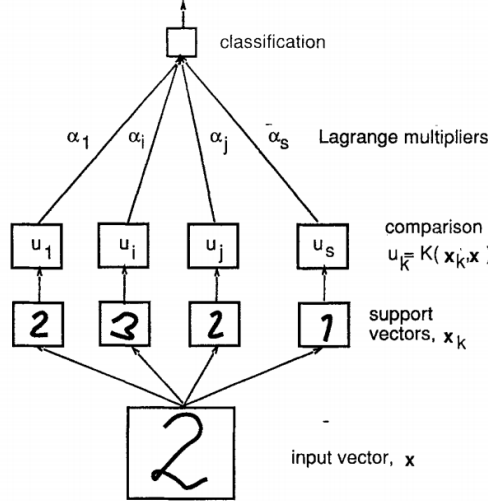 classification
α1 αi αj αs Lagrange multipliers
u1 ui uj us
comparison
uk= K(xk,x)
2 3 2 1
support
vectors, xk
2
input vector, x